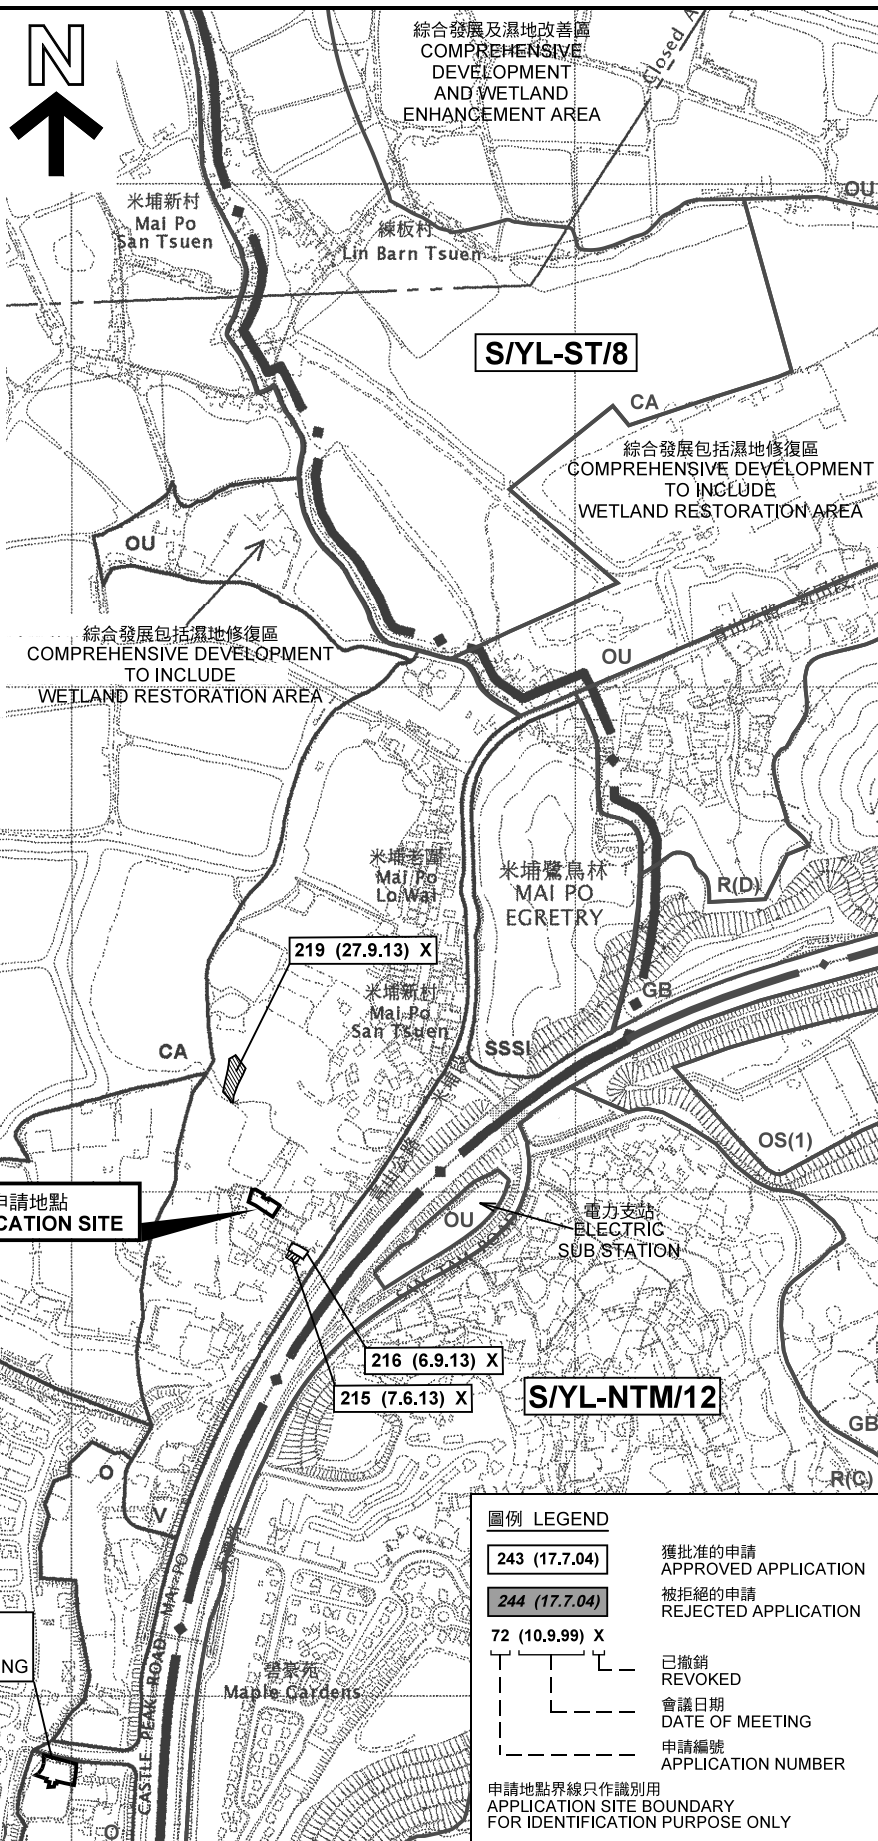 N
綜合發展及濕地改善區
COMPREHENSIVE
DEVELOPMENT
AND WETLAND
ENHANCEMENT AREA
Closed A
OU
米埔新村
Mai Po
San Tsuen
練板村
Lin Barn Tsuen
S/YL-ST/8
CA
綜合發展包括濕地修復區
COMPREHENSIVE DEVELOPMENT
TO INCLUDE
WETLAND RESTORATION AREA
OU
綜合發展包括濕地修復區
COMPREHENSIVE DEVELOPMENT
TO INCLUDE
WETLAND RESTORATION AREA
OU
米埔老圍
Mai Po
Lo Wai
米埔鷺鳥林
MAI PO
EGRETRY
R(D)
219 (27.9.13) X
米埔新村
Mai Po
San Tsuen
GB
CA
SSSI
OS(1)
申請地點
CATION SITE
OU
電力支站
ELECTRIC
SUB STATION
216 (6.9.13) X
215 (7.6.13) X
S/YL-NTM/12
GB
R(C)
O
V
CASTLE PEAK ROAD MAI PO
NG
碧豪苑
Maple Gardens
O
圖例 LEGEND
243 (17.7.04)
獲批准的申請
APPROVED APPLICATION
244 (17.7.04)
被拒絕的申請
REJECTED APPLICATION
72 (10.9.99) X
已撤銷
REVOKED
會議日期
DATE OF MEETING
申請編號
APPLICATION NUMBER
申請地點界線只作識別用
APPLICATION SITE BOUNDARY
FOR IDENTIFICATION PURPOSE ONLY